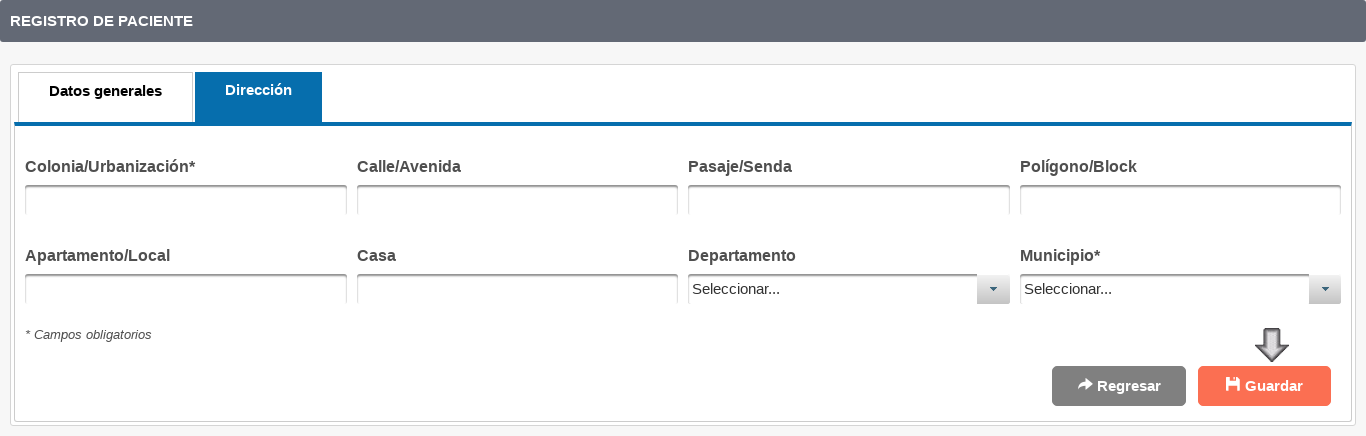 REGISTRO DE PACIENTE
Datos generales Dirección
Colonia/Urbanización* Calle/Avenida Pasaje/Senda Polígono/Block
Apartamento/Local Casa Departamento Municipio*
Seleccionar... Seleccionar...
* Campos obligatorios
Regresar Guardar